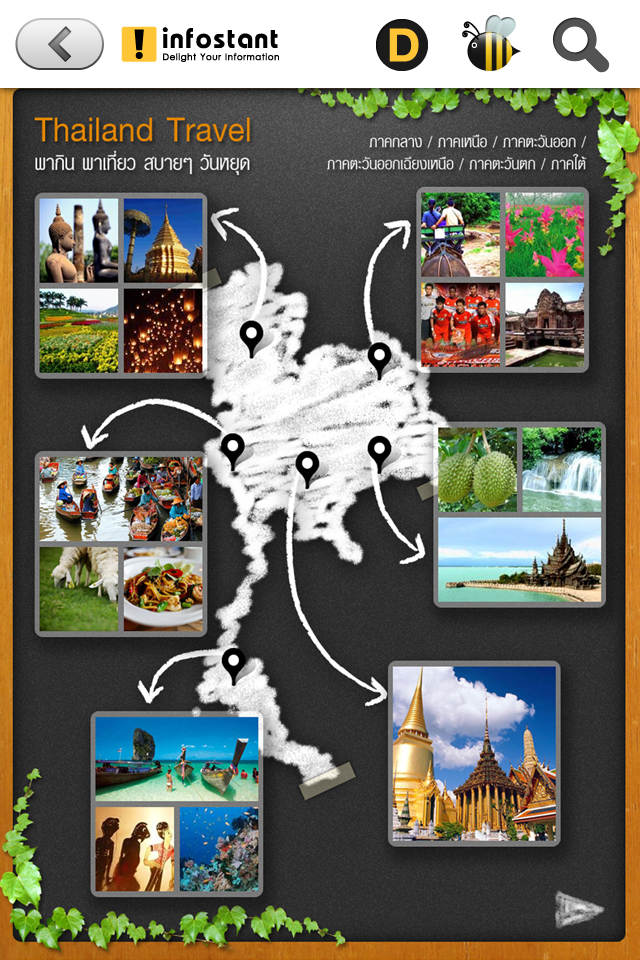 infostant
Delight Your Information
D
Thailand Travel
พากิน พาเที่ยว สบายๆ วันหยุด
ภาคกลาง / ภาคเหนือ / ภาคตะวันออก /
ภาคตะวันออกเฉียงเหนือ / ภาคตะวันตก / ภาคใต้